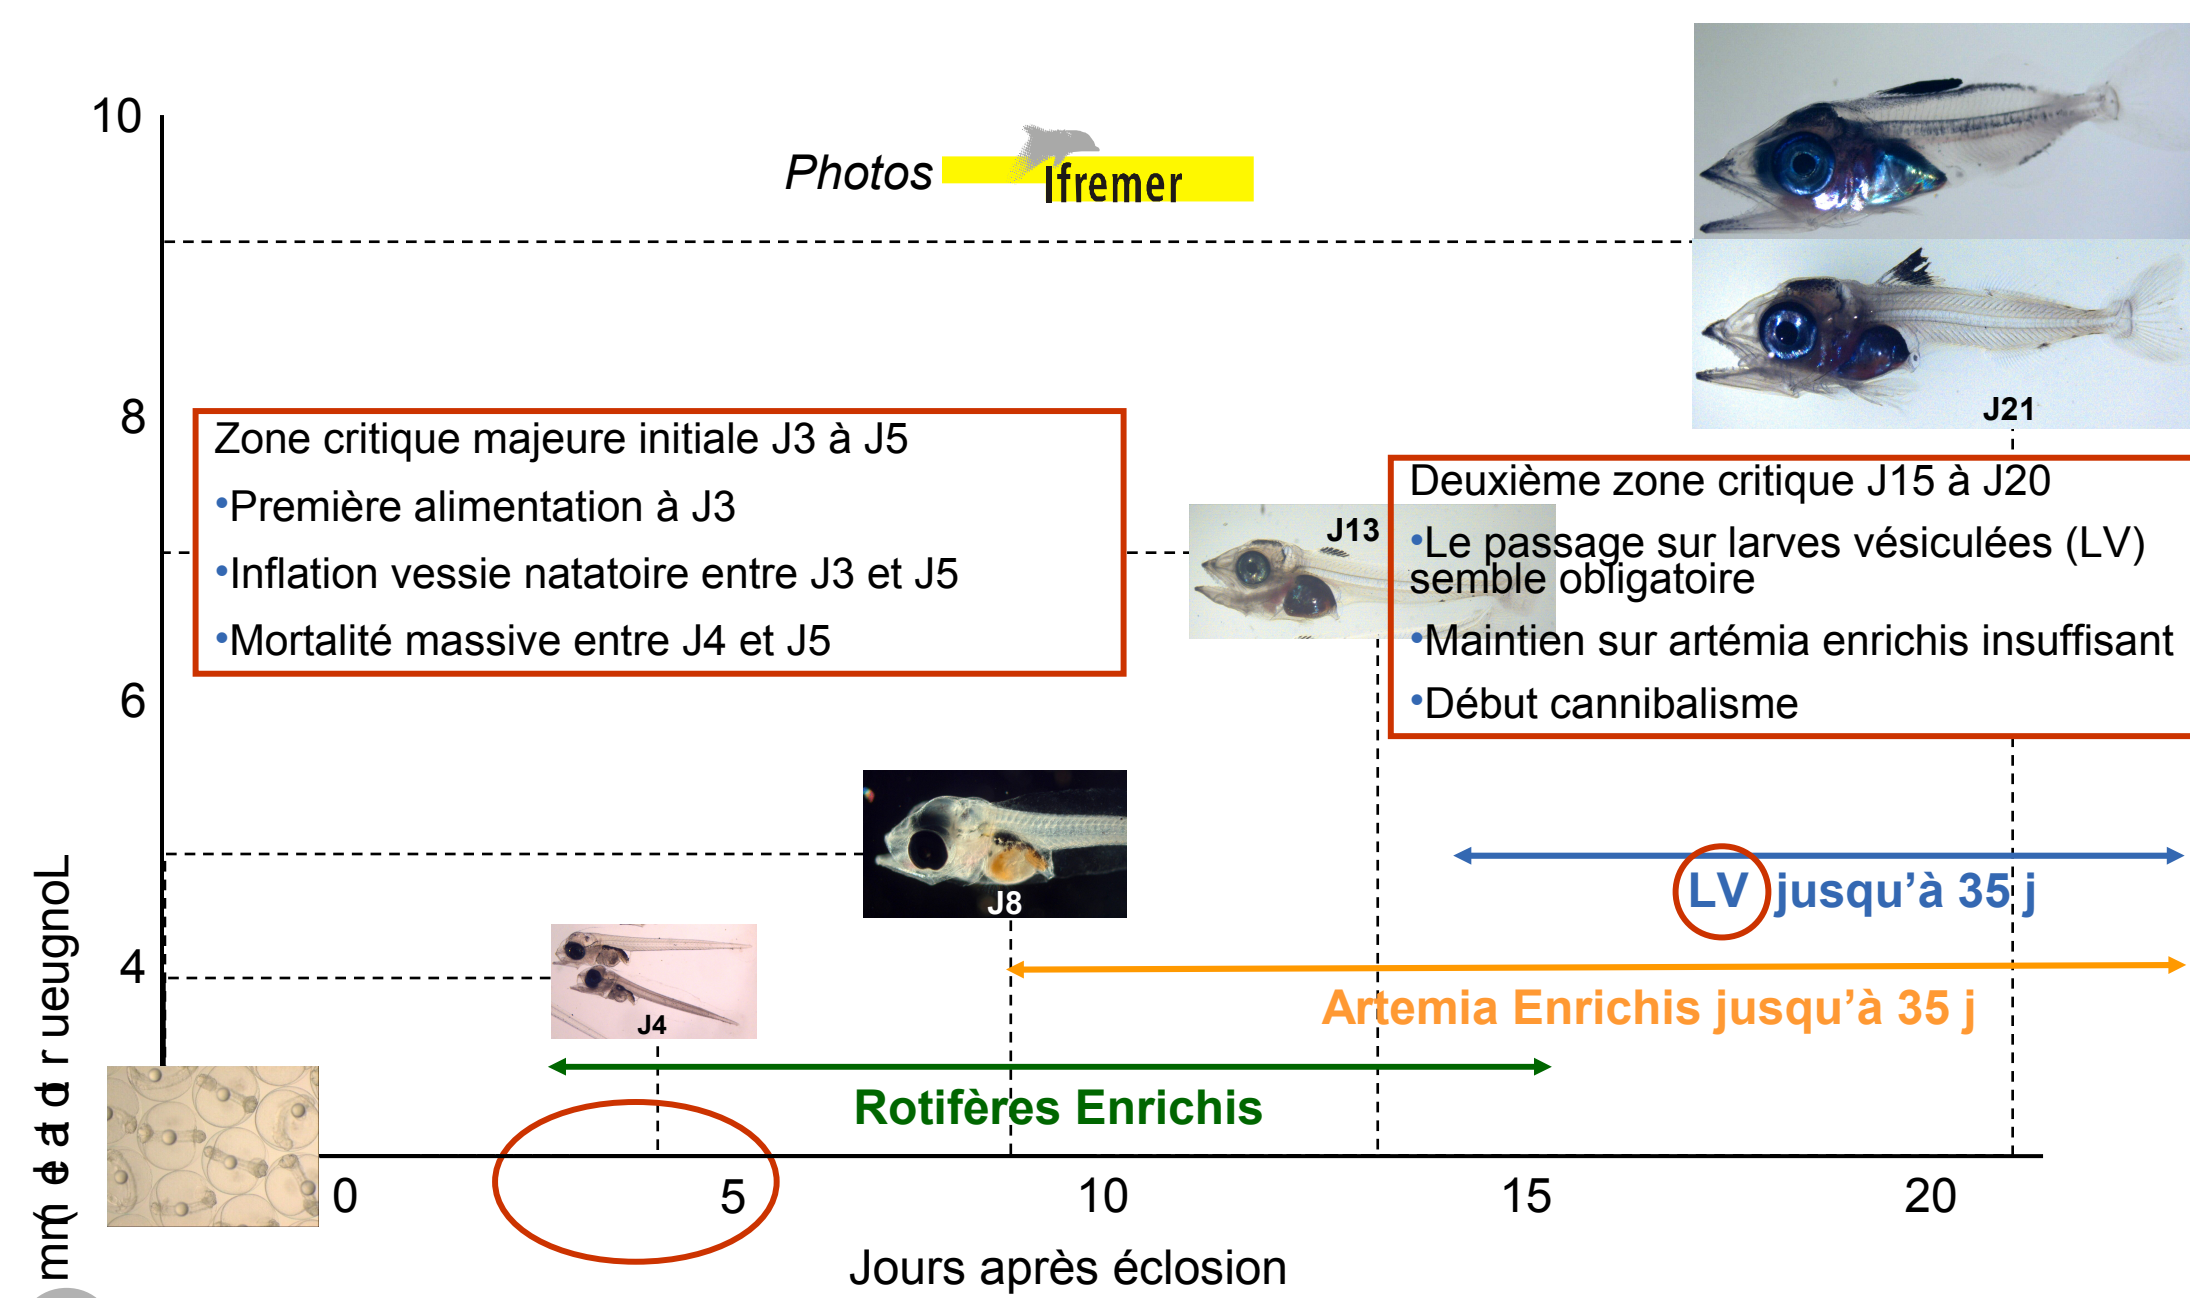 10
Photos Ifremer
8
Zone critique majeure initiale J3 à J5
•Première alimentation à J3
•Inflation vessie natatoire entre J3 et J5
•Mortalité massive entre J4 et J5
J21
Deuxième zone critique J15 à J20
•Le passage sur larves vésiculées (LV)
semble obligatoire
•Maintien sur artémia enrichis insuffisant
•Début cannibalisme
J13
6
J8
LV jusqu’à 35 j
4
Artemia Enrichis jusqu’à 35 j
J4
Rotifères Enrichis
0 5 10 15 20
Jours après éclosion